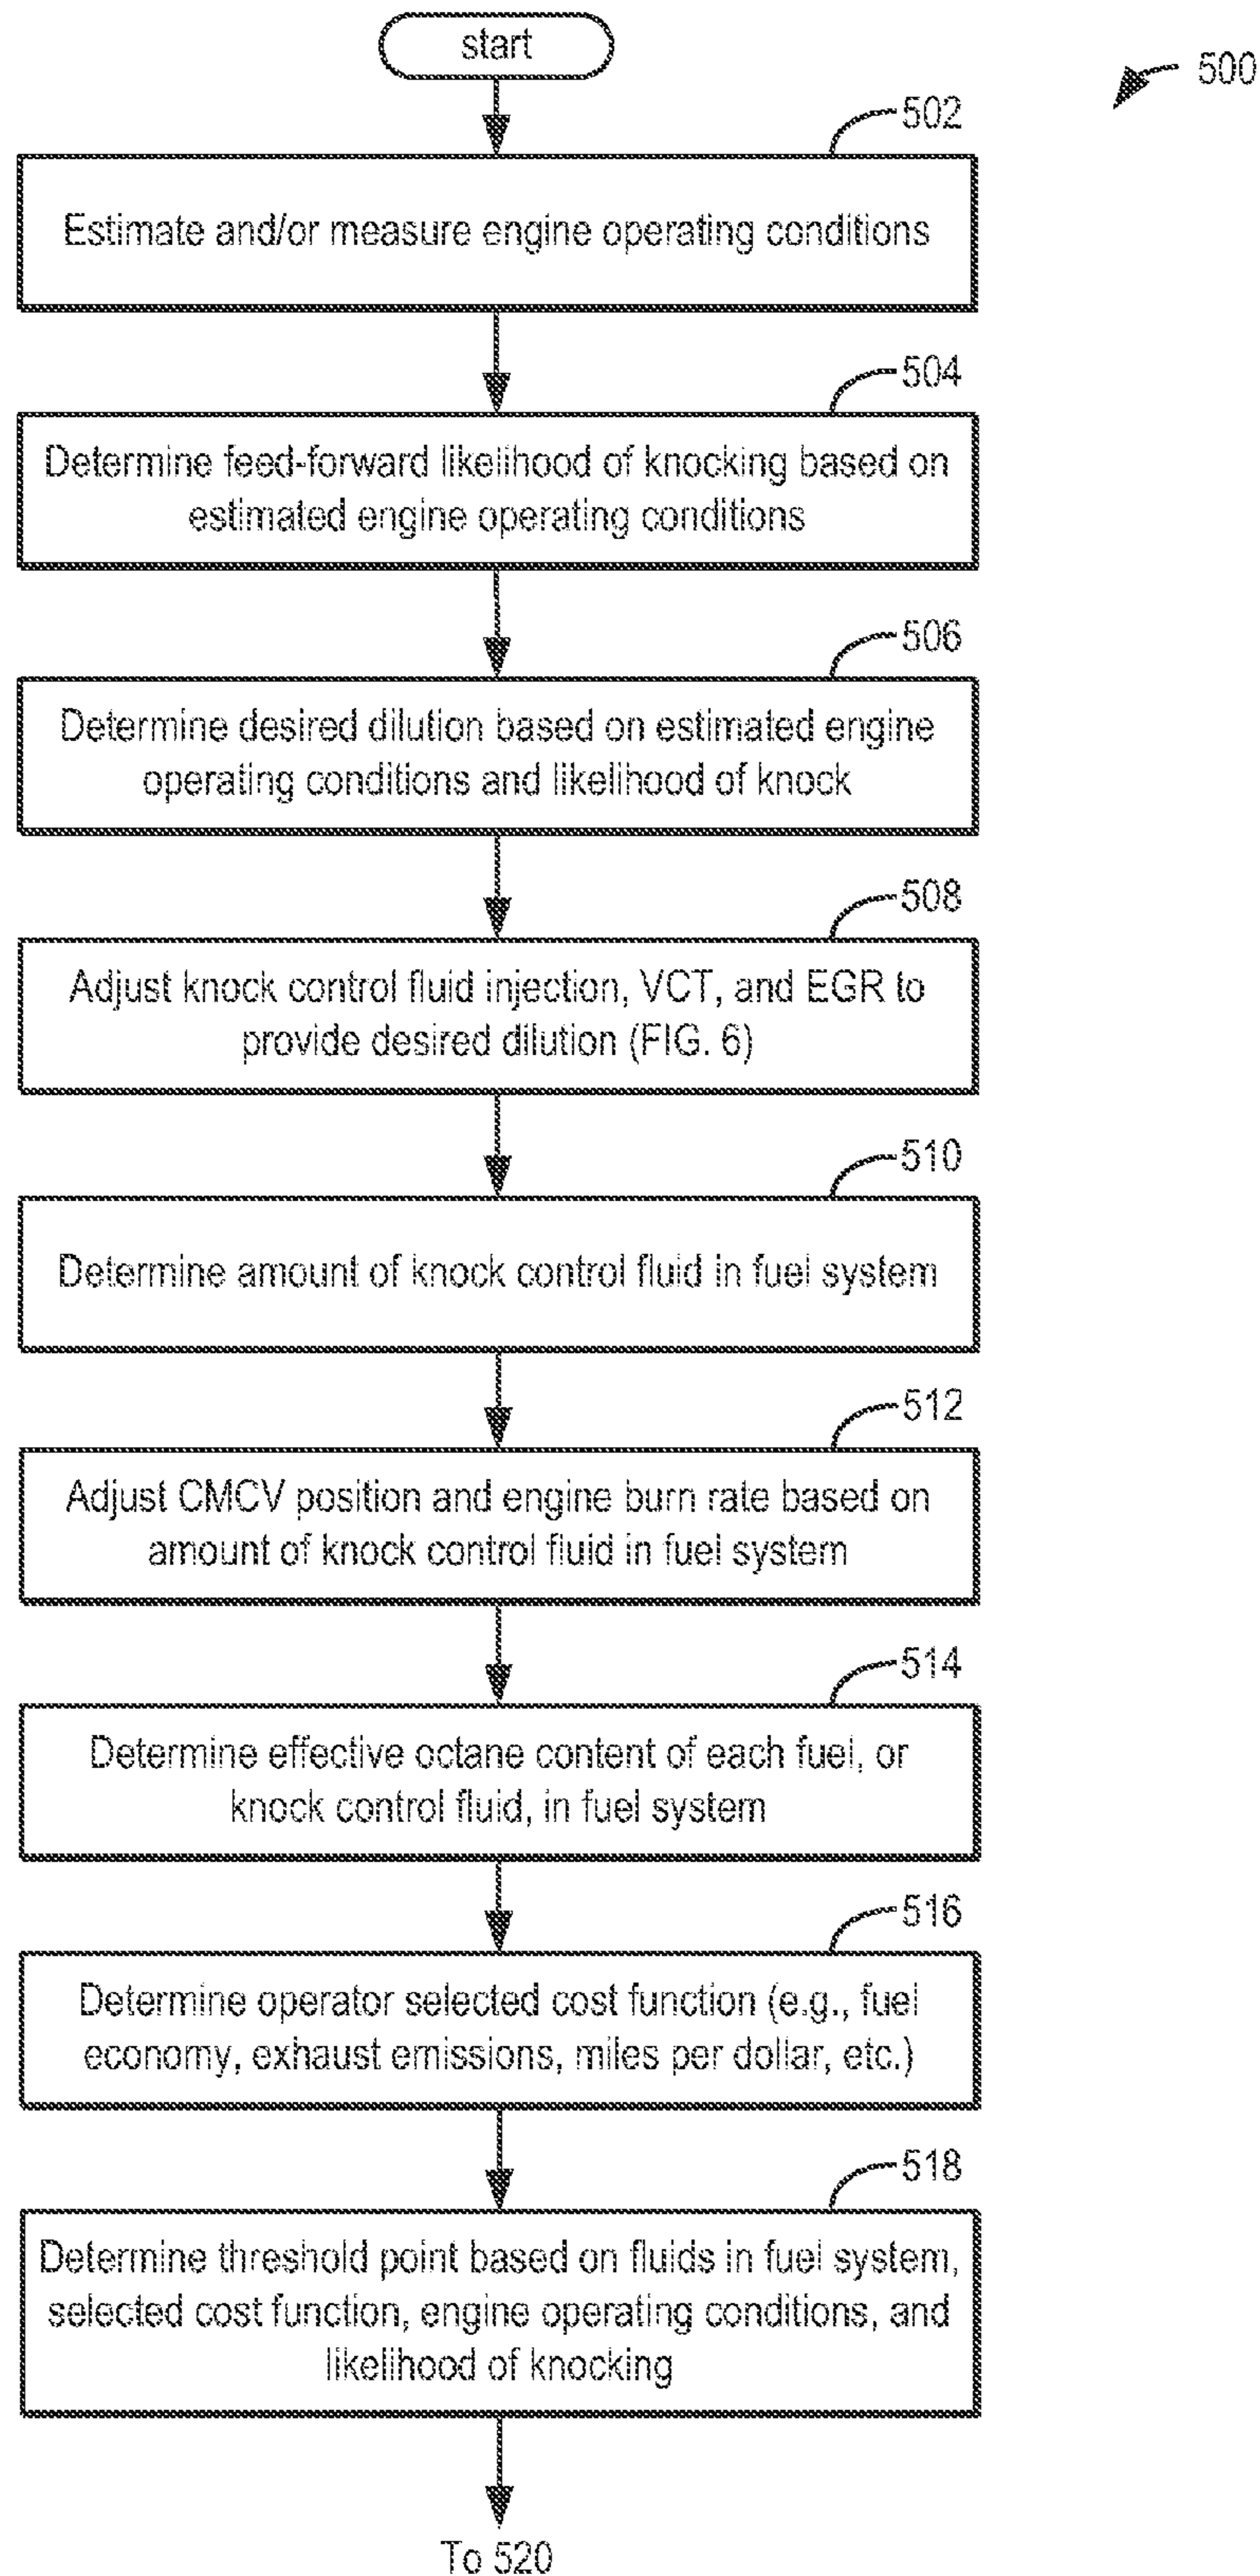 start
500
502
Estimate and/or measure engine operating conditions
504
Determine feed-forward likelihood of knocking based on
estimated engine operating conditions
506
Determine desired dilution based on estimated engine
operating conditions and likelihood of knock
508
Adjust knock control fluid injection, VCT, and EGR to
provide desired dilution (FIG. 6)
510
Determine amount of knock control fluid in fuel system
512
Adjust CMCV position and engine burn rate based on
amount of knock control fluid in fuel system
514
Determine effective octane content of each fuel, or
knock control fluid, in fuel system
516
Determine operator selected cost function (e.g., fuel
economy, exhaust emissions, miles per dollar, etc.)
518
Determine threshold point based on fluids in fuel system,
selected cost function, engine operating conditions, and
likelihood of knocking
To 520